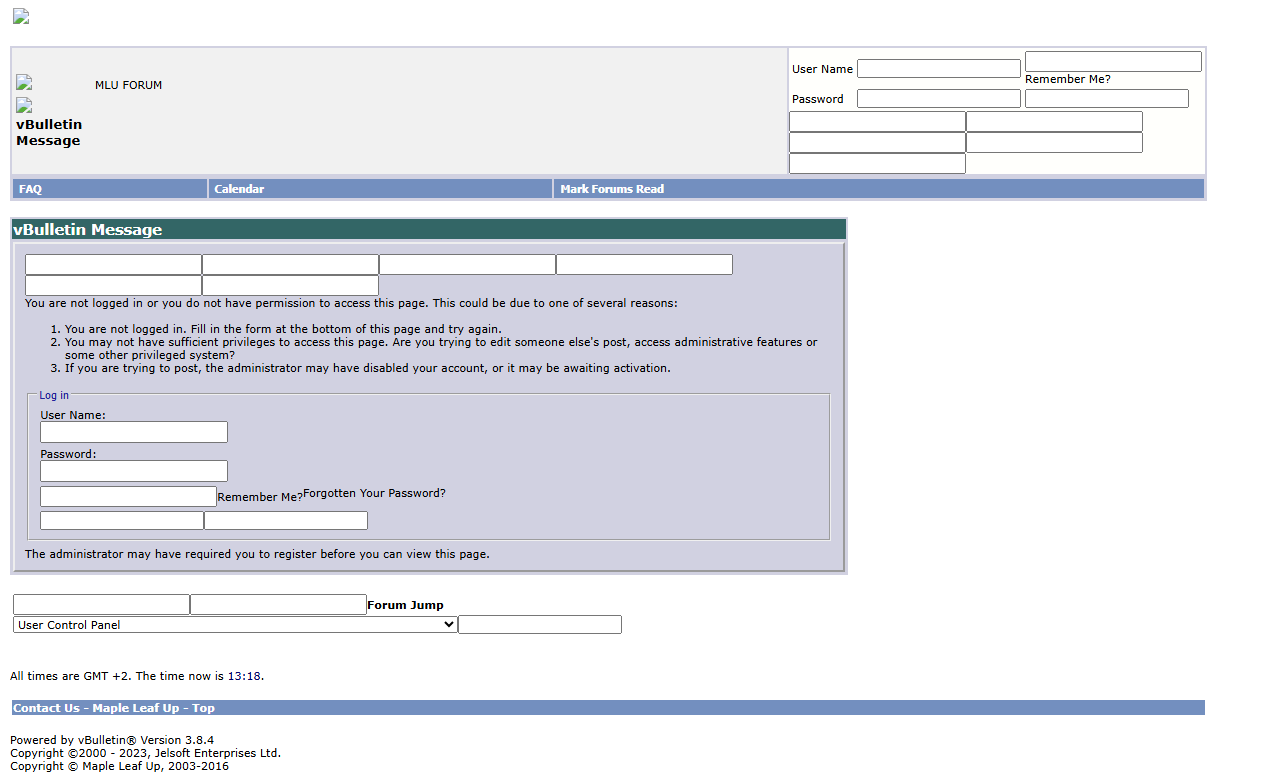 MLU FORUM
vBulletin
Message
User Name
Remember Me?
Password
FAQ
Calendar
Mark Forums Read
vBulletin Message
You are not logged in or you do not have permission to access this page. This could be due to one of several reasons:
1. You are not logged in. Fill in the form at the bottom of this page and try again.
2. You may not have sufficient privileges to access this page. Are you trying to edit someone else's post, access administrative features or
some other privileged system?
3. If you are trying to post, the administrator may have disabled your account, or it may be awaiting activation.
Log in
User Name:
Password:
Remember Me?
Forgotten Your Password?
The administrator may have required you to register before you can view this page.
Forum Jump
User Control Panel
All times are GMT +2. The time now is 13:18.
Contact Us - Maple Leaf Up - Top
Powered by vBulletin® Version 3.8.4
Copyright ©2000 - 2023, Jelsoft Enterprises Ltd.
Copyright © Maple Leaf Up, 2003-2016